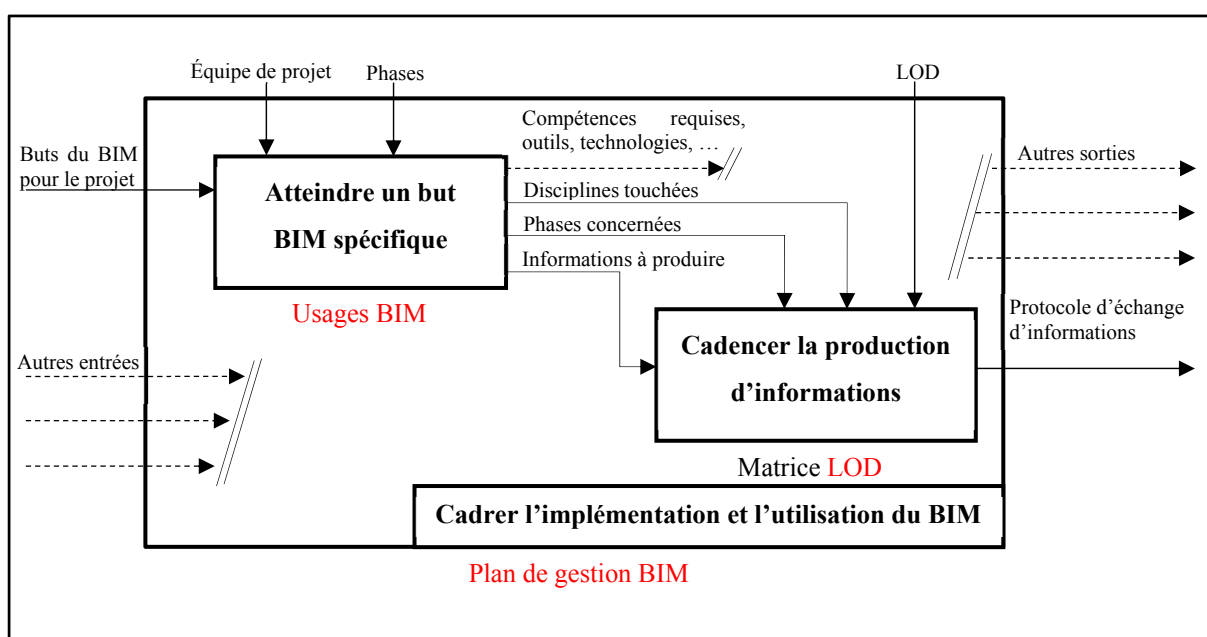 Équipe de projet
Phases
LOD
Buts du BIM
pour le projet
Compétences requises,
outils, technologies, …
Autres sorties
Atteindre un but
BIM spécifique
Disciplines touchées
Phases concernées
Informations à produire
Usages BIM
Protocole d’échange
d’informations
Cadencer la production
d’informations
Autres entrées
Matrice LOD
Cadrer l’implémentation et l’utilisation du BIM
Plan de gestion BIM